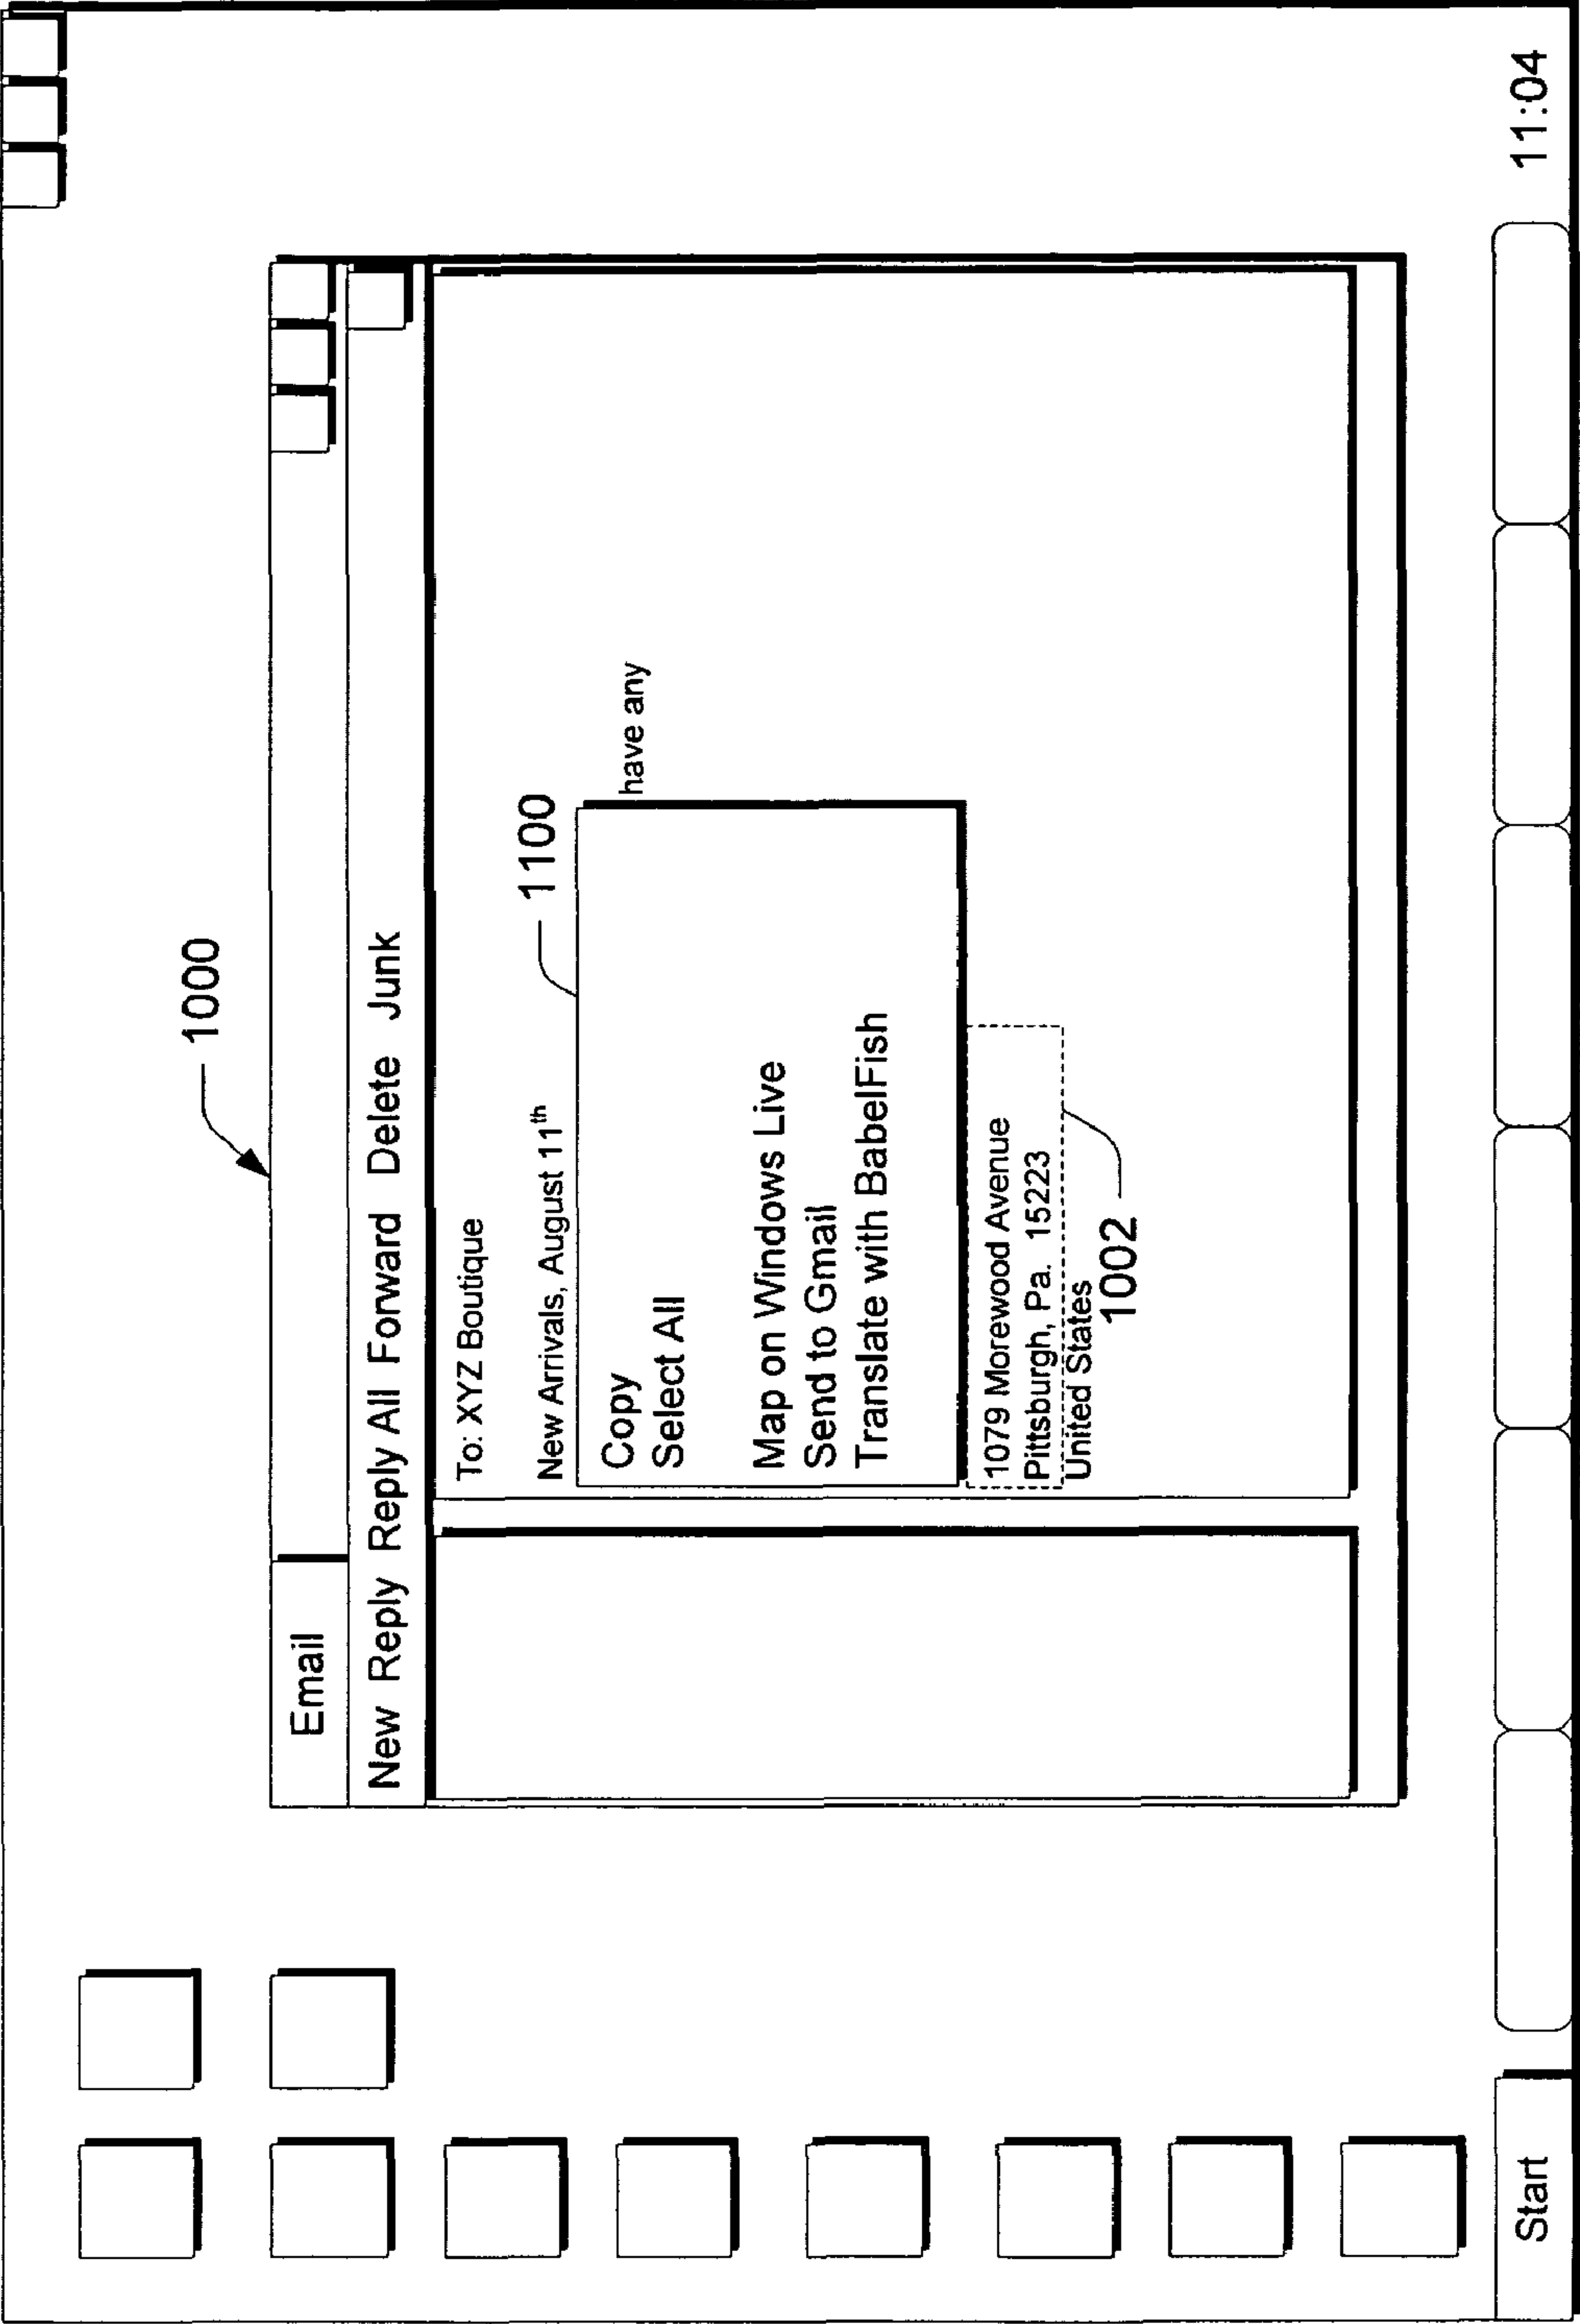 1000
Email
New Reply Reply All Forward Delete Junk
To: XYZ Boutique
New Arrivals, August 11th
1100
have any
Copy
Select All
Map on Windows Live
Send to Gmail
Translate with BabelFish
1079 Morewood Avenue
Pittsburgh, Pa. 15223
United States
1002
Start
11:04